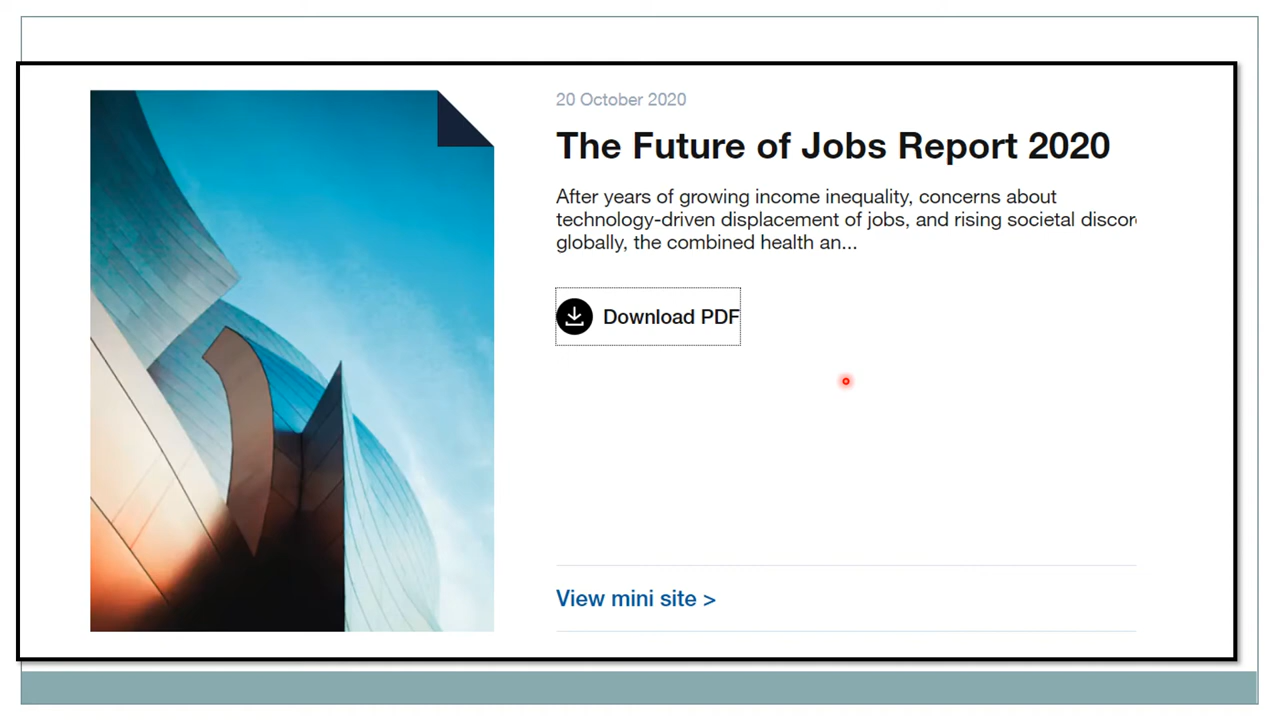 20 October 2020
The Future of Jobs Report 2020
After years of growing income inequality, concerns about
technology-driven displacement of jobs, and rising societal discor
globally, the combined health an...
Download PDF
View mini site >